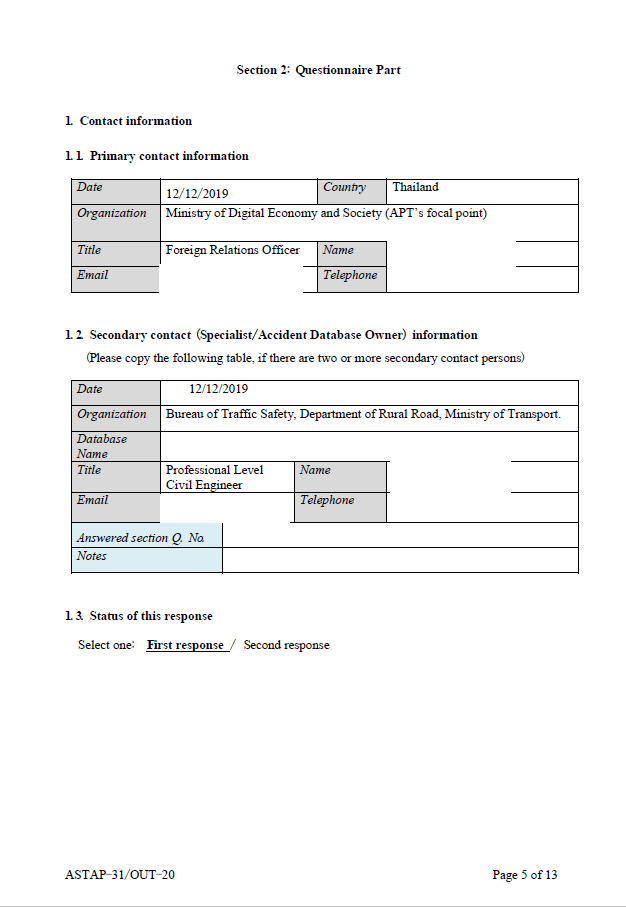 Section 2: Questionnaire Part
1. Contact information
1.1. Primary contact information
Date 12/12/2019 Country Thailand
Organization Ministry of Digital Economy and Society (APT's focal point)
Title Foreign Relations Officer Name
Email Telephone
1.2. Secondary contact (Specialist/Accident Database Owner) information
(Please copy the following table, if there are two or more secondary contact persons)
Date 12/12/2019
Organization Bureau of Traffic Safety, Department of Rural Road, Ministry of Transport.
Database
Name
Title Professional Level Name
Civil Engineer
Email Telephone
Answered section Q. No.
Notes
1.3. Status of this response
Select one: First response / Second response
ASTAP-31/OUT-20 Page 5 of 13